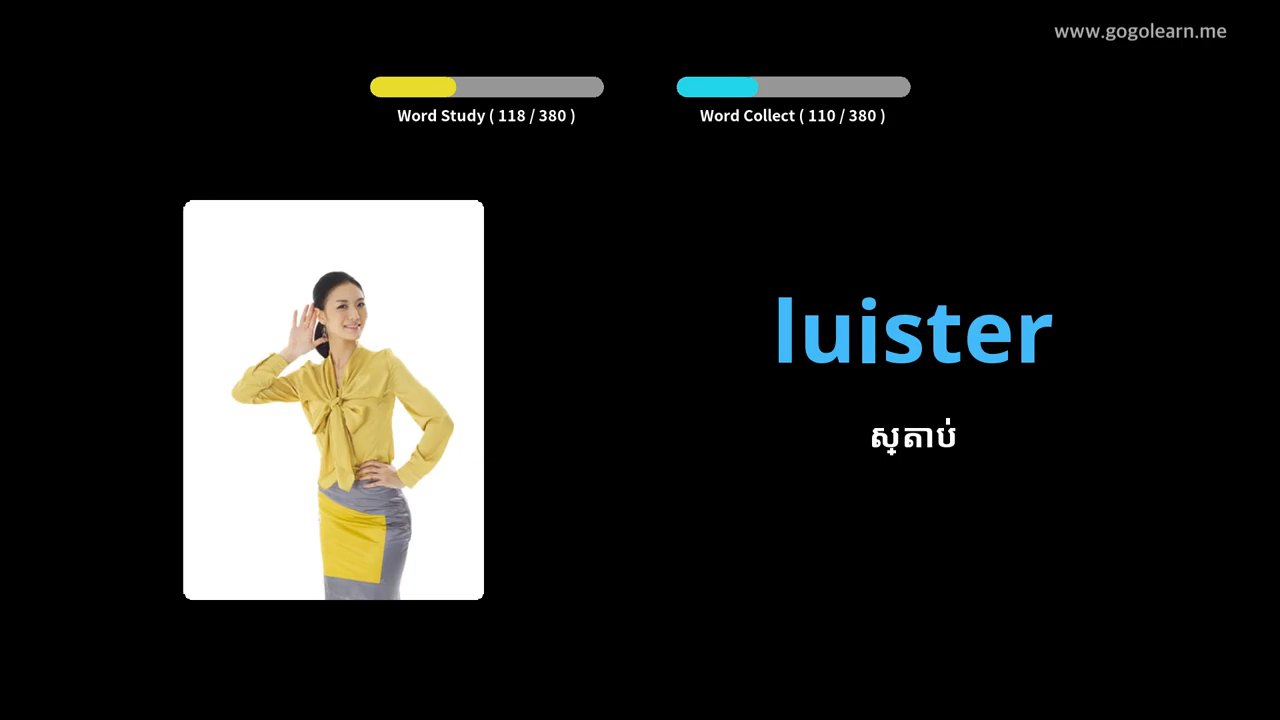 www.gogolearn.me
Word Study ( 118 / 380 )
Word Collect ( 110 / 380 )
luister
ស្តាប់